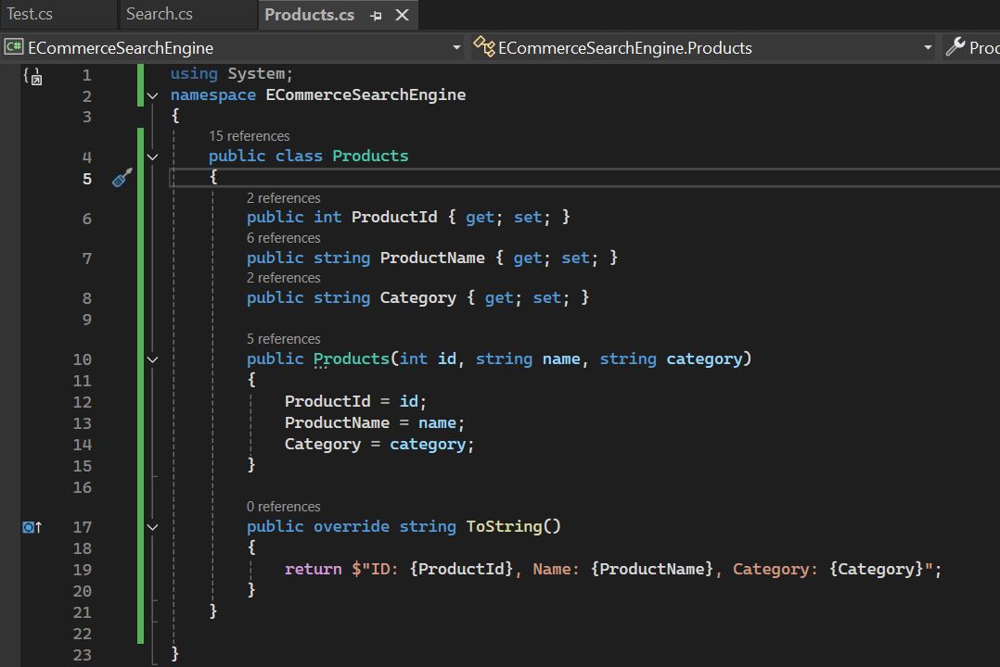 Test.cs Search.cs Products.cs
C# ECommerceSearchEngine ECommerceSearchEngine.Products
1 using System;
2 namespace ECommerceSearchEngine
3 {
15 references
4 public class Products
5 {
2 references
6 public int ProductId { get; set; }
6 references
7 public string ProductName { get; set; }
2 references
8 public string Category { get; set; }
9
5 references
10 public Products(int id, string name, string category)
11 {
12 ProductId = id;
13 ProductName = name;
14 Category = category;
15 }
16
0 references
17 public override string ToString()
18 {
19 return $"ID: {ProductId}, Name: {ProductName}, Category: {Category}";
20 }
21 }
22
23 }